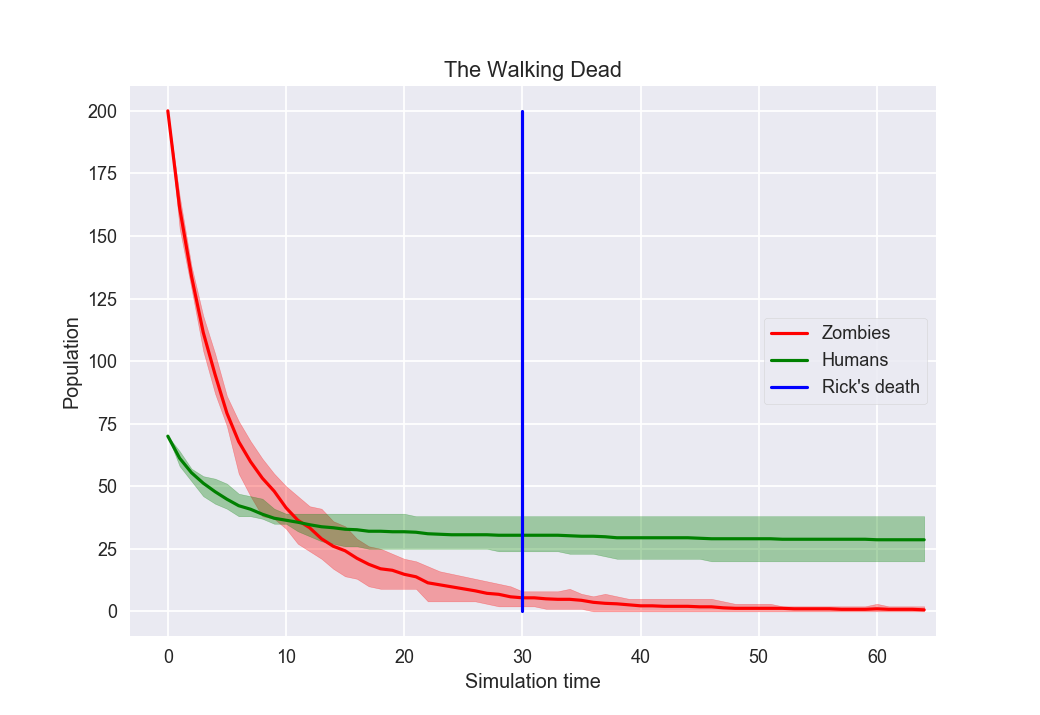 The Walking Dead
200
175
150
125
100
75
50
25
0
Population
Zombies
Humans
Rick's death
0 10 20 30 40 50 60
Simulation time